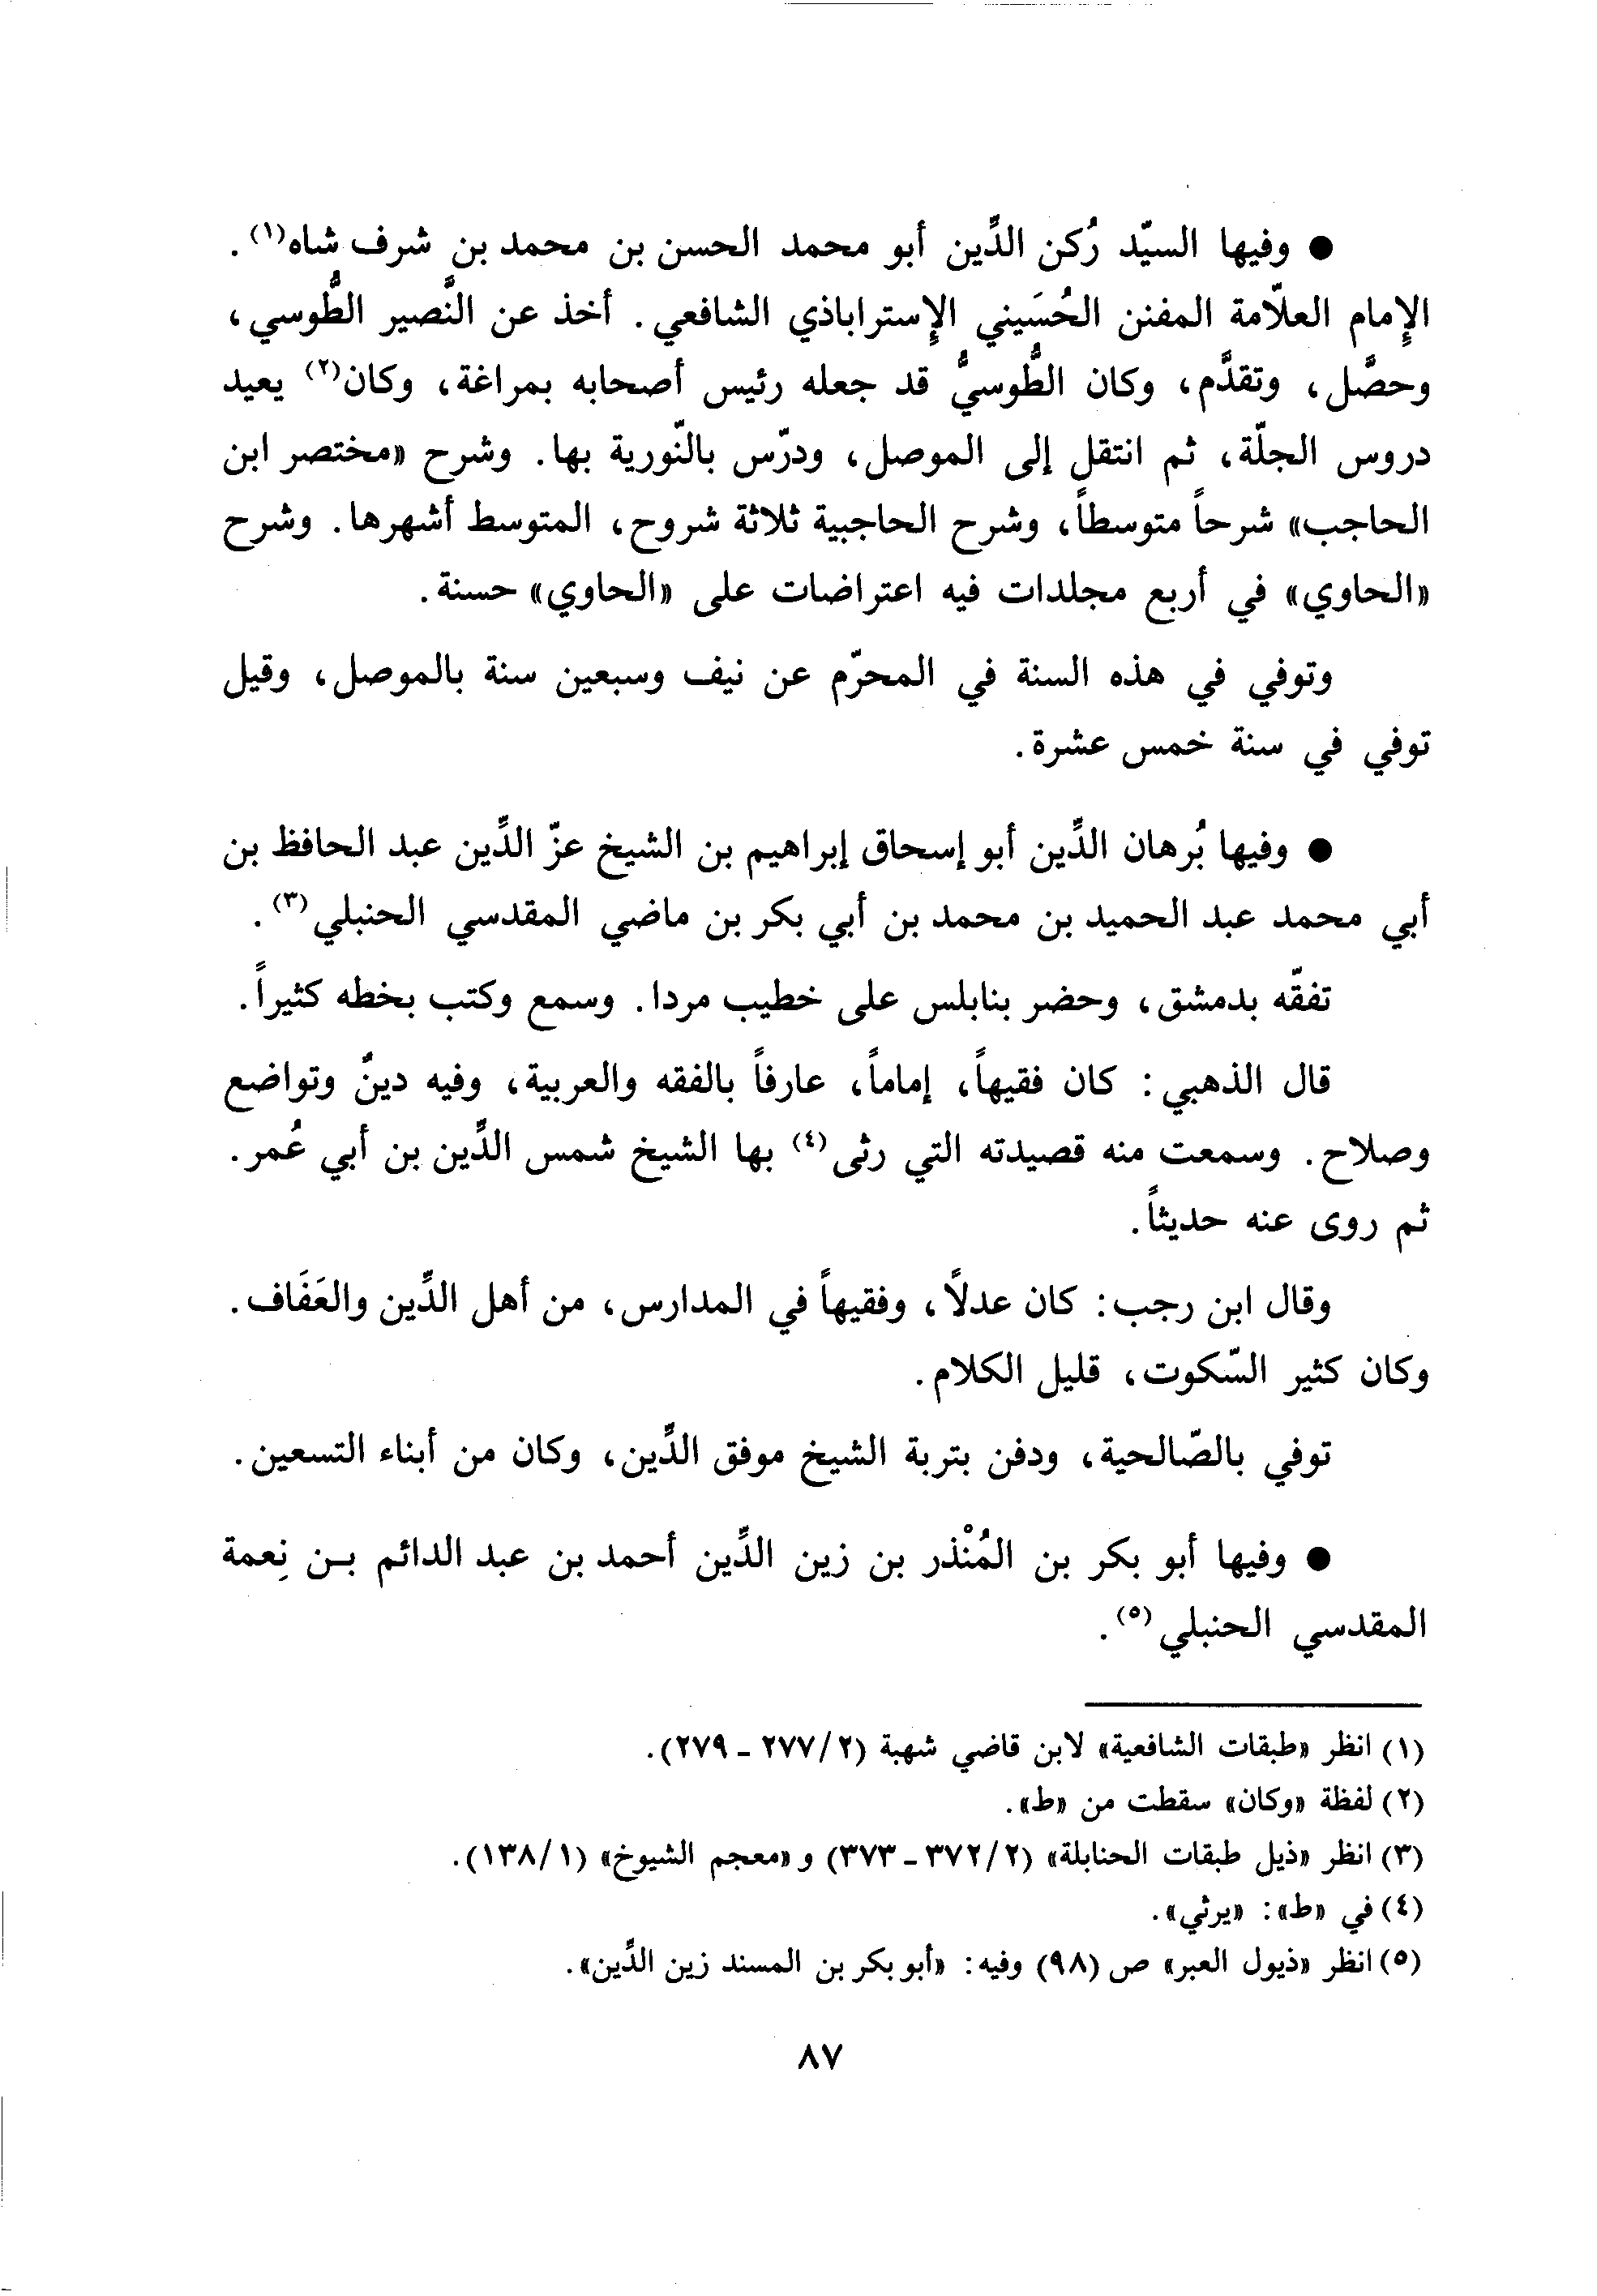 ● وفيها السيّد رُكن الدِّين أبو محمد الحسن بن محمد بن شرف شاه(١).
الإِمام العلاّمة المفنن الحُسَيني الإِستراباذي الشافعي. أخذ عن النَّصير الطُّوسي،
وحصَّل، وتقدَّم، وكان الطُّوسيُّ قد جعله رئيس أصحابه بمراغة، وكان(٢) يعيد
دروس الجلّة، ثم انتقل إلى الموصل، ودرّس بالنّورية بها. وشرح «مختصر ابن
الحاجب» شرحاً متوسطاً، وشرح الحاجبية ثلاثة شروح، المتوسط أشهرها. وشرح
«الحاوي» في أربع مجلدات فيه اعتراضات على «الحاوي» حسنة.
وتوفي في هذه السنة في المحرّم عن نيف وسبعين سنة بالموصل، وقيل
توفي في سنة خمس عشرة.
● وفيها بُرهان الدِّين أبو إسحاق إبراهيم بن الشيخ عزّ الدِّين عبد الحافظ بن
أبي محمد عبد الحميد بن محمد بن أبي بكر بن ماضي المقدسي الحنبلي(٣).
تفقّه بدمشق، وحضر بنابلس على خطيب مردا. وسمع وكتب بخطه كثيراً.
قال الذهبي: كان فقيهاً، إماماً، عارفاً بالفقه والعربية، وفيه دينٌ وتواضع
وصلاح. وسمعت منه قصيدته التي رثى(٤) بها الشيخ شمس الدِّين بن أبي عُمر.
ثم روى عنه حديثاً.
وقال ابن رجب: كان عدلاً، وفقيهاً في المدارس، من أهل الدِّين والعَفَاف.
وكان كثير السّكوت، قليل الكلام.
توفي بالصّالحية، ودفن بتربة الشيخ موفق الدِّين، وكان من أبناء التسعين.
● وفيها أبو بكر بن المُنْذر بن زين الدِّين أحمد بن عبد الدائم بـن نِعمة
المقدسي الحنبلي(٥).
(١) انظر «طبقات الشافعية» لابن قاضي شهبة (٢/٢٧٧ - ٢٧٩).
(٢) لفظة «وكان» سقطت من «ط».
(٣) انظر «ذيل طبقات الحنابلة» (٢/٣٧٢ - ٣٧٣) و «معجم الشيوخ» (١/١٣٨).
(٤) في «ط»: «يرثي».
(٥) انظر «ذيول العبر» ص (٩٨) وفيه: «أبو بكر بن المسند زين الدِّين».
٨٧